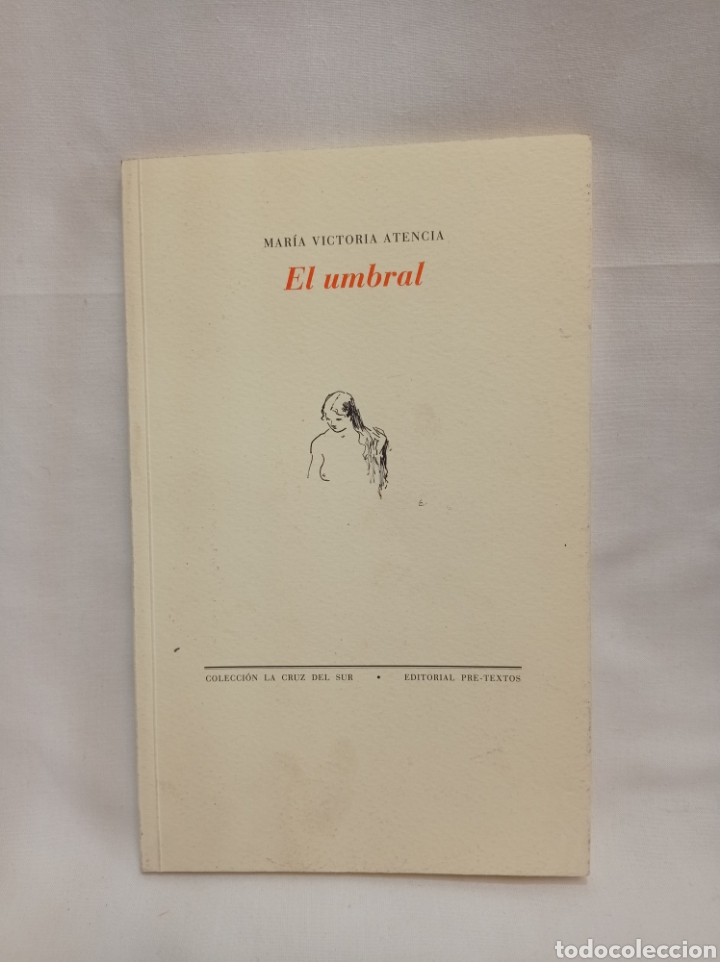 MARÍA VICTORIA ATENCIA
El umbral
COLECCIÓN LA CRUZ DEL SUR • EDITORIAL PRE-TEXTOS
todocoleccion